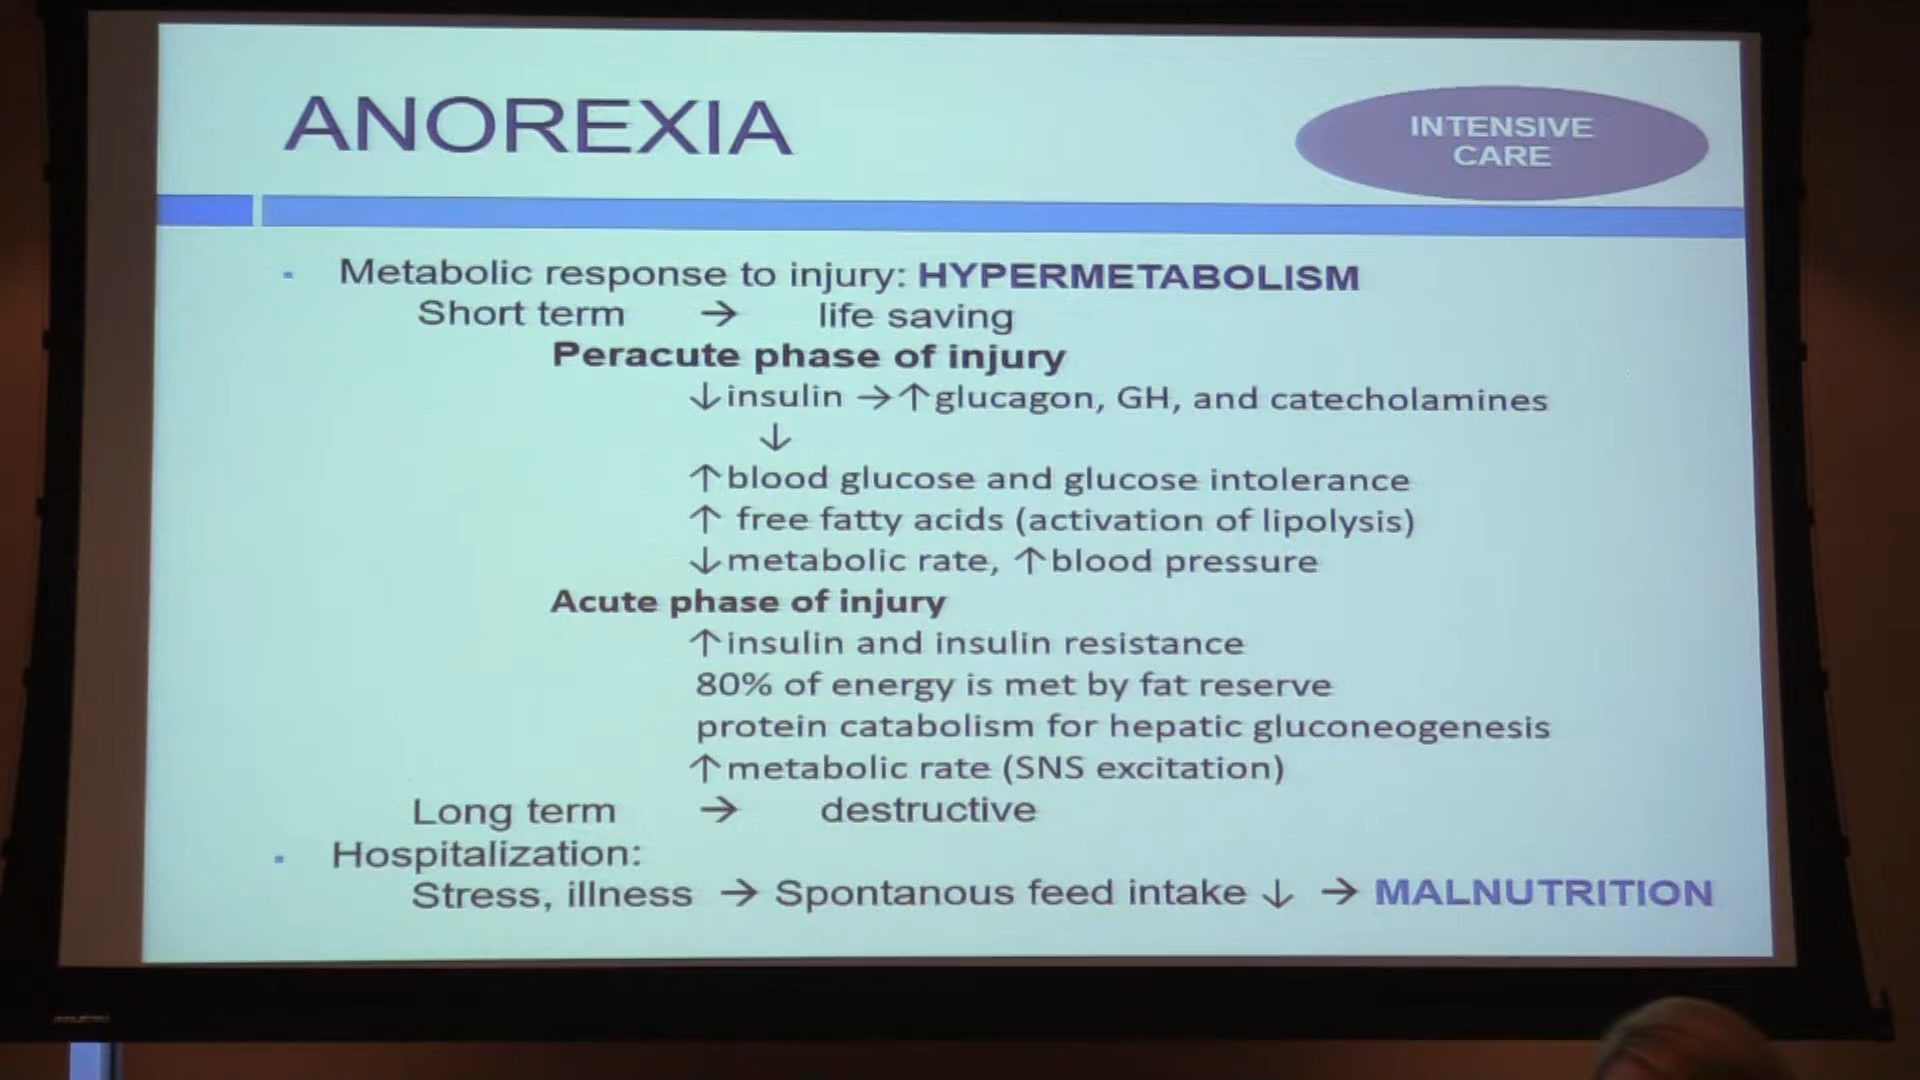 ANOREXIA
INTENSIVE
CARE
▪ Metabolic response to injury: HYPERMETABOLISM
Short term → life saving
Peracute phase of injury
↓insulin →↑glucagon, GH, and catecholamines
↓
↑blood glucose and glucose intolerance
↑ free fatty acids (activation of lipolysis)
↓metabolic rate, ↑blood pressure
Acute phase of injury
↑insulin and insulin resistance
80% of energy is met by fat reserve
protein catabolism for hepatic gluconeogenesis
↑metabolic rate (SNS excitation)
Long term → destructive
▪ Hospitalization:
Stress, illness → Spontanous feed intake ↓ → MALNUTRITION